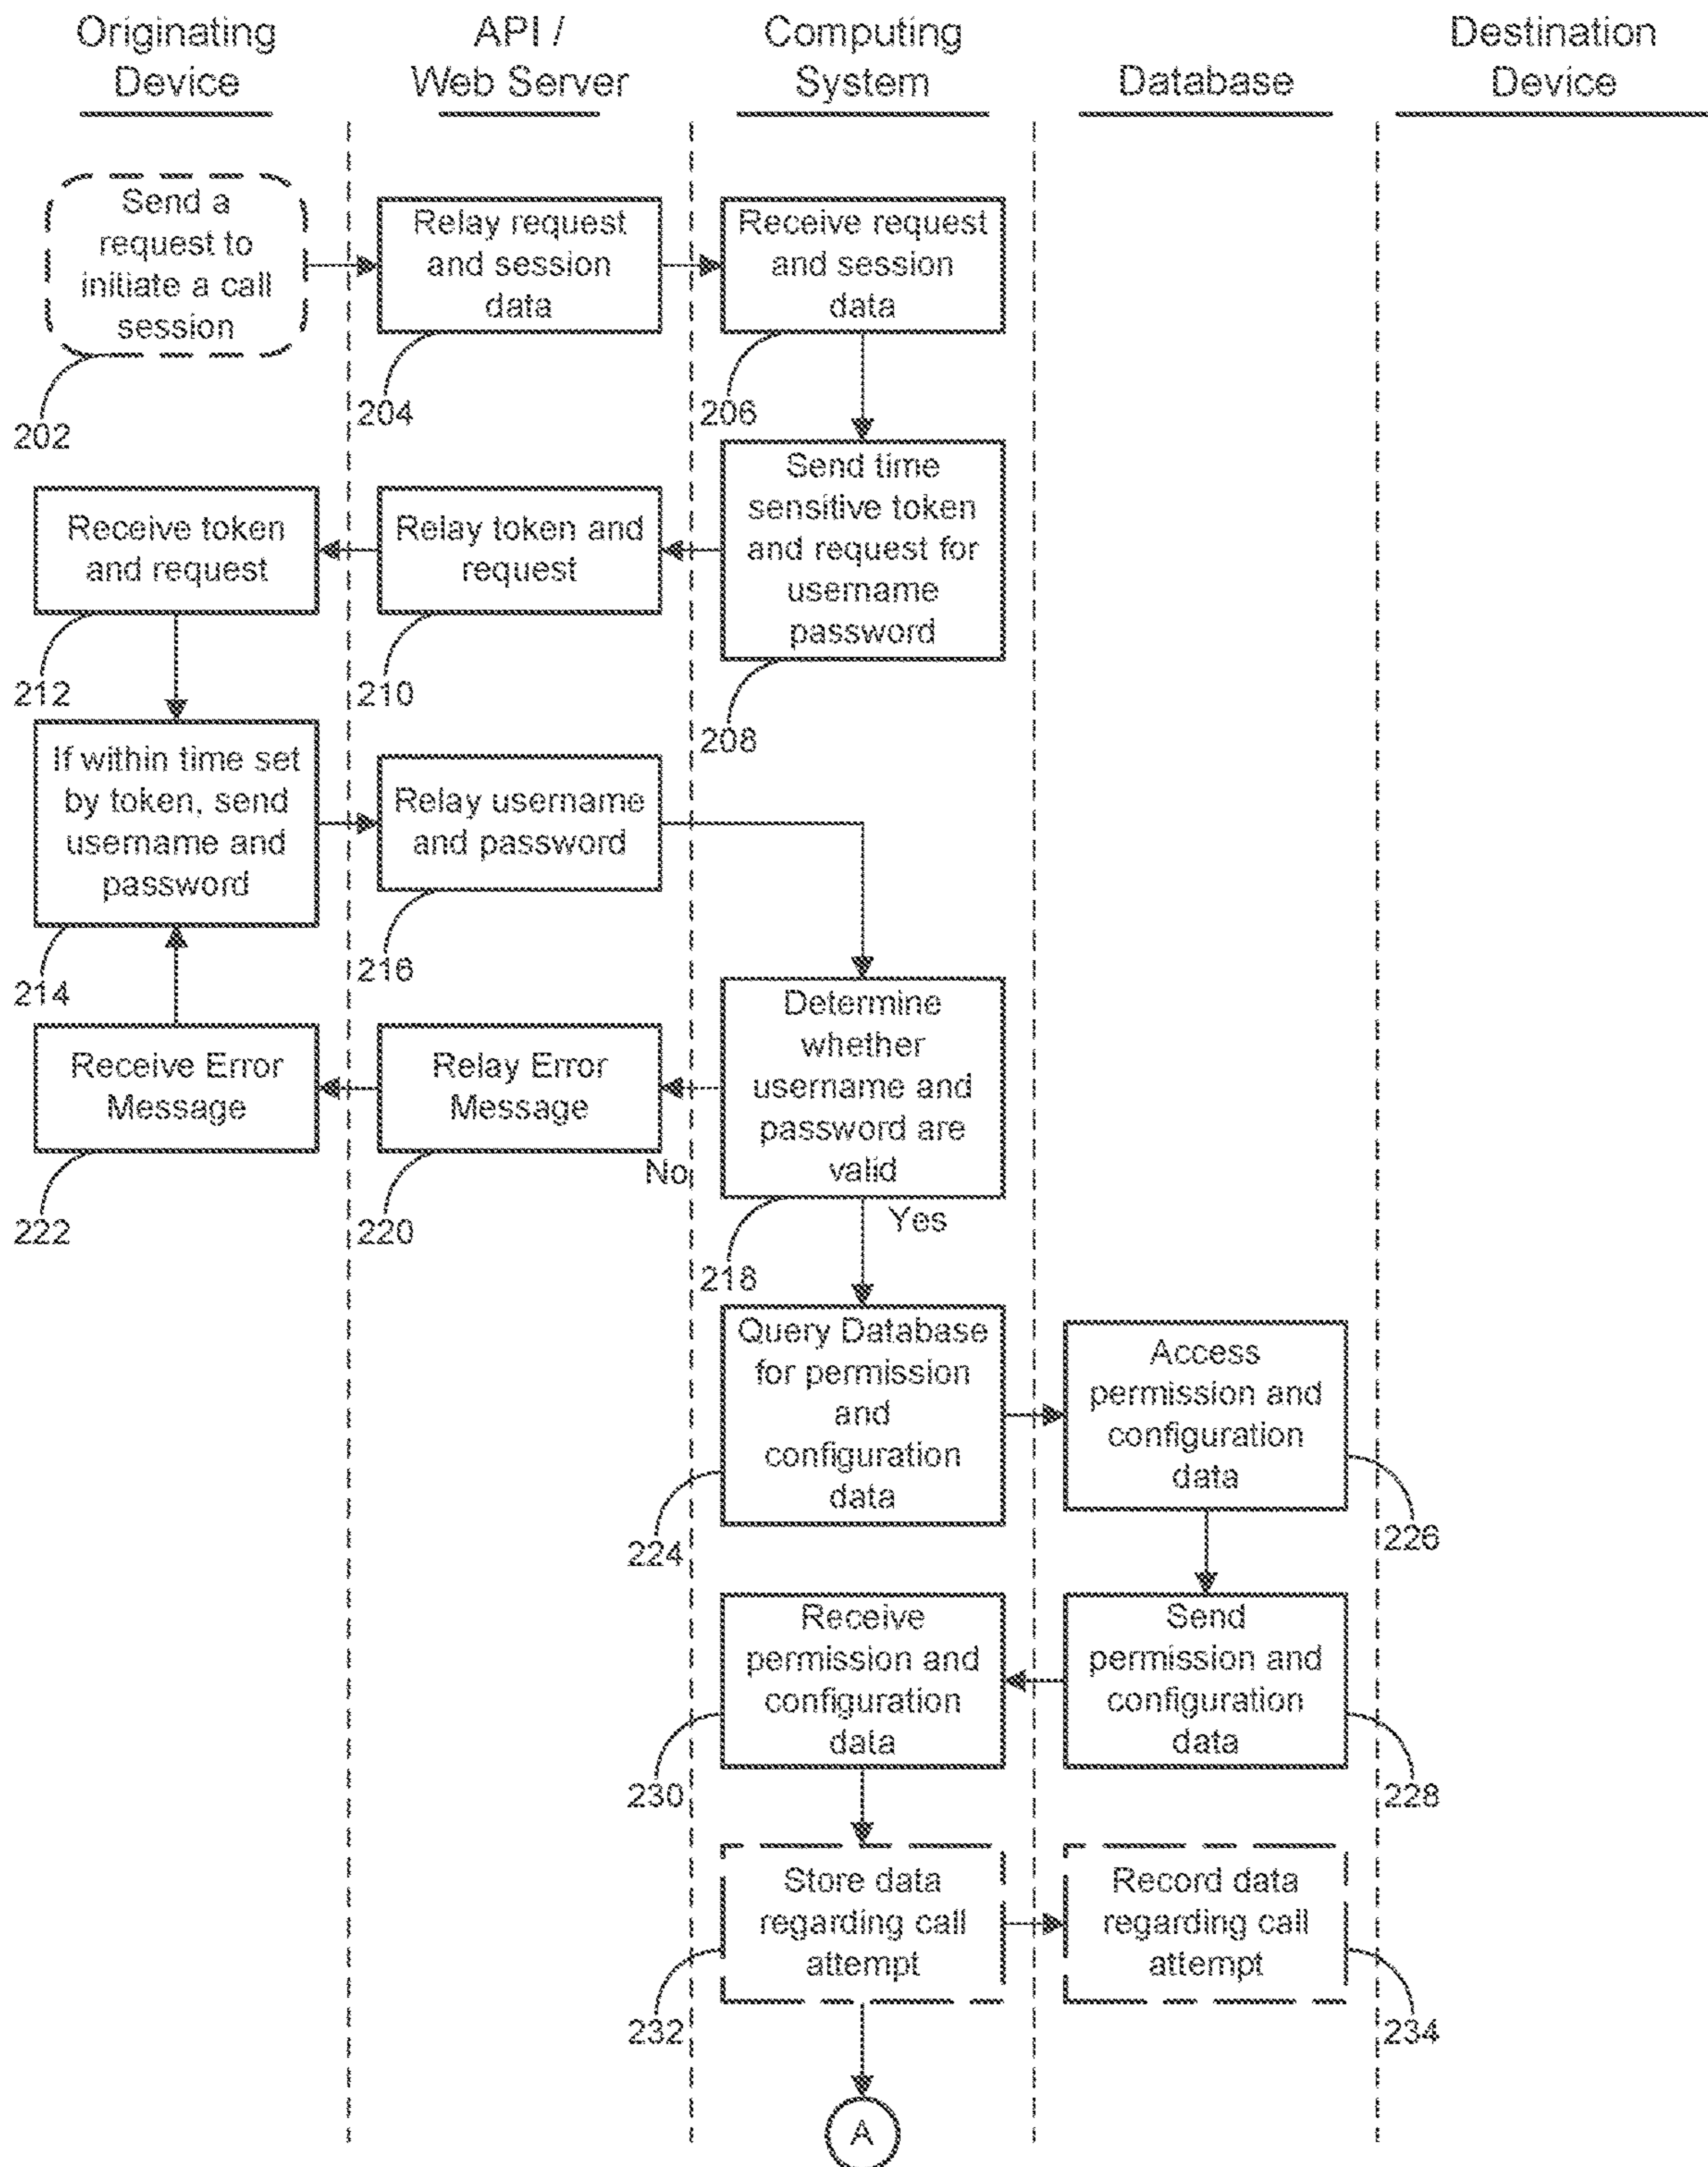 Originating
Device
API /
Web Server
Computing
System
Database
Destination
Device
Send a
request to
initiate a call
session
202
Relay request
and session
data
204
Receive request
and session
data
206
Send time
sensitive token
and request for
username
password
208
Relay token and
request
210
Receive token
and request
212
If within time set
by token, send
username and
password
214
Relay username
and password
216
Determine
whether
username and
password are
valid
218
No
Yes
Relay Error
Message
220
Receive Error
Message
222
Query Database
for permission
and
configuration
data
224
Access
permission and
configuration
data
226
Send
permission and
configuration
data
228
Receive
permission and
configuration
data
230
Store data
regarding call
attempt
232
Record data
regarding call
attempt
234
A